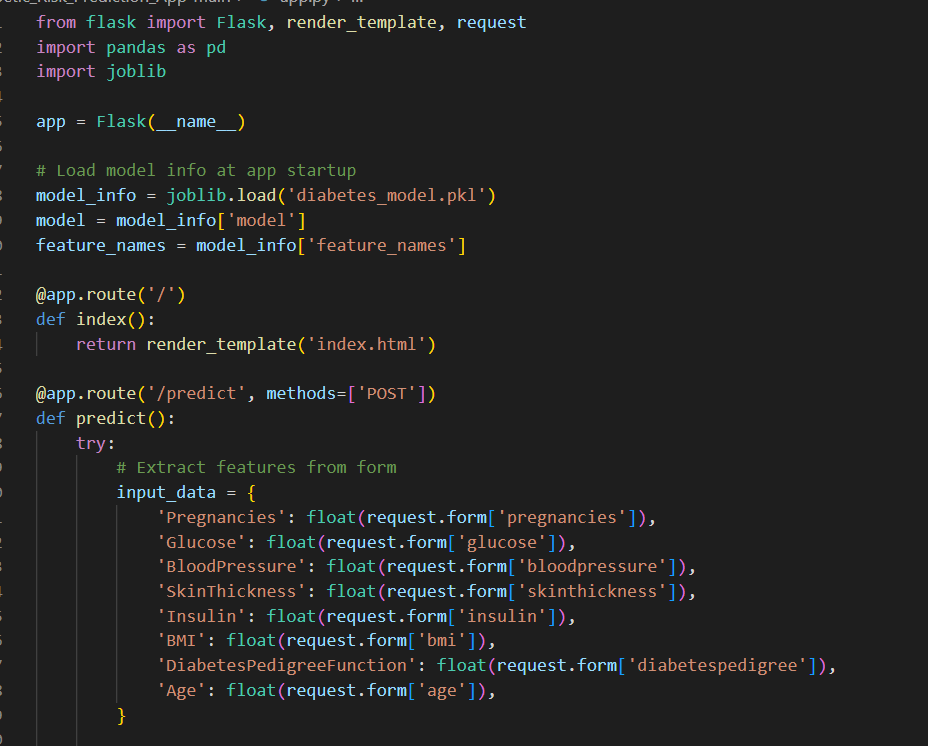 from flask import Flask, render_template, request
import pandas as pd
import joblib
app = Flask(__name__)
# Load model info at app startup
model_info = joblib.load('diabetes_model.pkl')
model = model_info['model']
feature_names = model_info['feature_names']
@app.route('/')
def index():
    return render_template('index.html')
@app.route('/predict', methods=['POST'])
def predict():
    try:
        # Extract features from form
        input_data = {
            'Pregnancies': float(request.form['pregnancies']),
            'Glucose': float(request.form['glucose']),
            'BloodPressure': float(request.form['bloodpressure']),
            'SkinThickness': float(request.form['skinthickness']),
            'Insulin': float(request.form['insulin']),
            'BMI': float(request.form['bmi']),
            'DiabetesPedigreeFunction': float(request.form['diabetespedigree']),
            'Age': float(request.form['age']),
        }